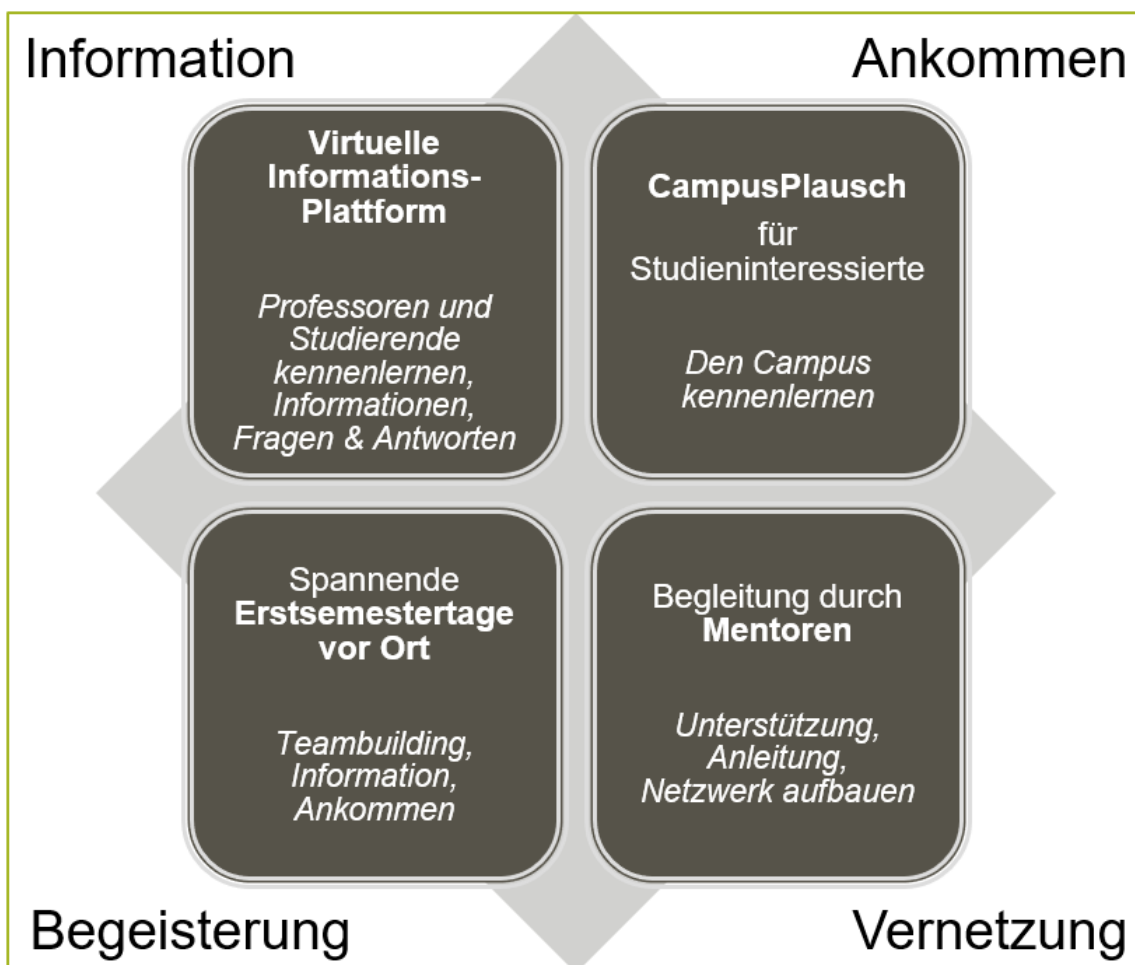 Information
Ankommen
Virtuelle
Informations-
Plattform
Professoren und
Studierende
kennenlernen,
Informationen,
Fragen & Antworten
CampusPlausch
für
Studieninteressierte
Den Campus
kennenlernen
Spannende
Erstsemestertage
vor Ort
Teambuilding,
Information,
Ankommen
Begleitung durch
Mentoren
Unterstützung,
Anleitung,
Netzwerk aufbauen
Begeisterung
Vernetzung